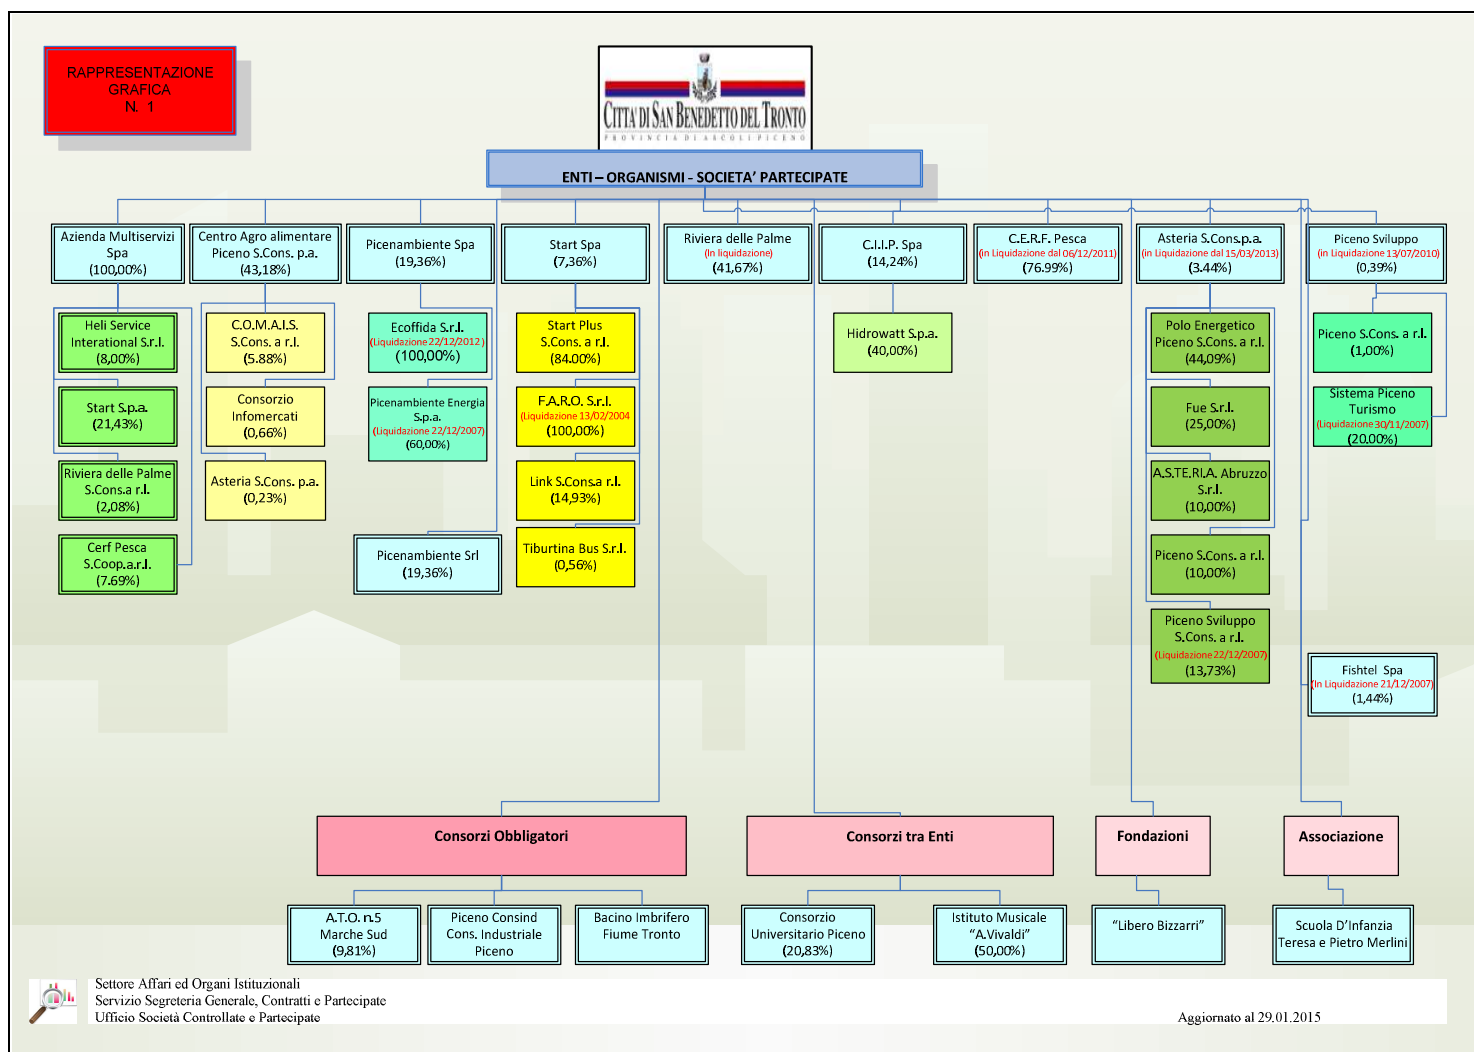 RAPPRESENTAZIONE
GRAFICA
N. 1
CITTA' DI SAN BENEDETTO DEL TRONTO
PROVINCIA DI ASCOLI PICENO
ENTI – ORGANISMI - SOCIETA' PARTECIPATE
Azienda Multiservizi
Spa
(100,00%)
Centro Agro alimentare
Piceno S.Cons. p.a.
(43,18%)
Picenambiente Spa
(19,36%)
Start Spa
(7,36%)
Riviera delle Palme
(In liquidazione)
(41,67%)
C.I.I.P. Spa
(14,24%)
C.E.R.F. Pesca
(in Liquidazione dal 06/12/2011)
(76.99%)
Asteria S.Cons.p.a.
(in Liquidazione dal 15/03/2013)
(3.44%)
Piceno Sviluppo
(in Liquidazione 13/07/2010)
(0,39%)
Heli Service
Interational S.r.l.
(8,00%)
Start S.p.a.
(21,43%)
Riviera delle Palme
S.Cons.a r.l.
(2,08%)
Cerf Pesca
S.Coop.a.r.l.
(7.69%)
C.O.M.A.I.S.
S.Cons. a r.l.
(5.88%)
Consorzio
Infomercati
(0,66%)
Asteria S.Cons. p.a.
(0,23%)
Ecoffida S.r.l.
(Liquidazione 22/12/2012)
(100,00%)
Picenambiente Energia
S.p.a.
(Liquidazione 22/12/2007)
(60,00%)
Picenambiente Srl
(19,36%)
Start Plus
S.Cons. a r.l.
(84.00%)
F.A.R.O. S.r.l.
(Liquidazione 13/02/2004
(100,00%)
Link S.Cons.a r.l.
(14,93%)
Tiburtina Bus S.r.l.
(0,56%)
Hidrowatt S.p.a.
(40,00%)
Polo Energetico
Piceno S.Cons. a r.l.
(44,09%)
Fue S.r.l.
(25,00%)
A.S.TE.RI.A. Abruzzo
S.r.l.
(10,00%)
Piceno S.Cons. a r.l.
(10,00%)
Piceno Sviluppo
S.Cons. a r.l.
(Liquidazione 22/12/2007)
(13,73%)
Piceno S.Cons. a r.l.
(1,00%)
Sistema Piceno
Turismo
(Liquidazione 30/11/2007)
(20.00%)
Fishtel Spa
(In Liquidazione 21/12/2007)
(1,44%)
Consorzi Obbligatori
Consorzi tra Enti
Fondazioni
Associazione
A.T.O. n.5
Marche Sud
(9,81%)
Piceno Consind
Cons. Industriale
Piceno
Bacino Imbrifero
Fiume Tronto
Consorzio
Universitario Piceno
(20,83%)
Istituto Musicale
“A.Vivaldi”
(50,00%)
“Libero Bizzarri”
Scuola D’Infanzia
Teresa e Pietro Merlini
Settore Affari ed Organi Istituzionali
Servizio Segreteria Generale, Contratti e Partecipate
Ufficio Società Controllate e Partecipate
Aggiornato al 29.01.2015